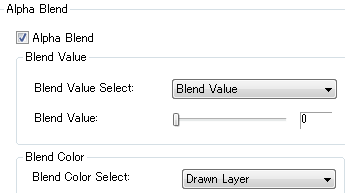 Alpha Blend
Alpha Blend
Blend Value
Blend Value Select: Blend Value
Blend Value: 0
Blend Color
Blend Color Select: Drawn Layer